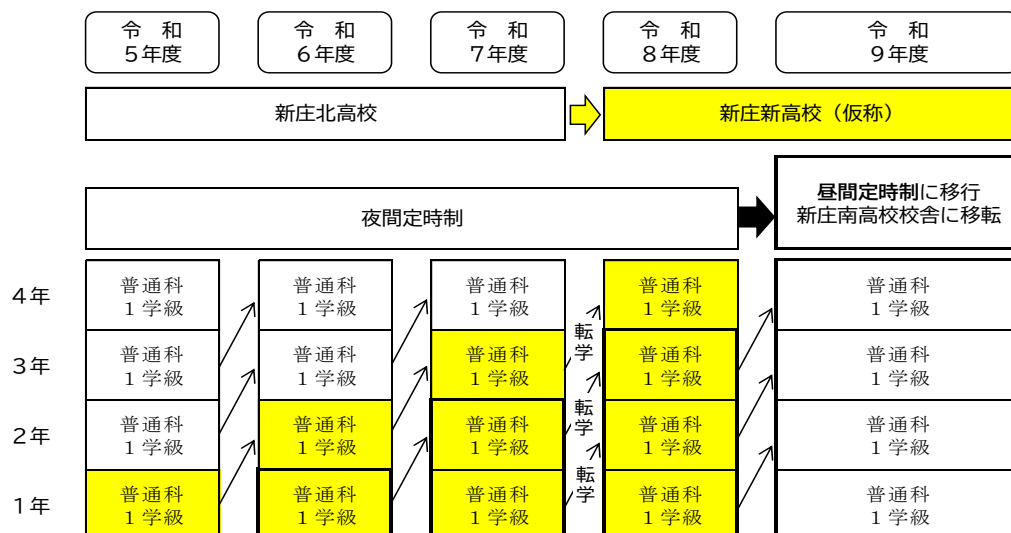 令　和
５年度
令　和
６年度
令　和
７年度
令　和
８年度
令　和
９年度
新庄北高校
新庄新高校（仮称）
夜間定時制
昼間定時制に移行
新庄南高校校舎に移転
４年
普通科
１学級
普通科
１学級
普通科
１学級
普通科
１学級
普通科
１学級
転
学
３年
普通科
１学級
普通科
１学級
普通科
１学級
普通科
１学級
普通科
１学級
転
学
２年
普通科
１学級
普通科
１学級
普通科
１学級
普通科
１学級
普通科
１学級
転
学
１年
普通科
１学級
普通科
１学級
普通科
１学級
普通科
１学級
普通科
１学級